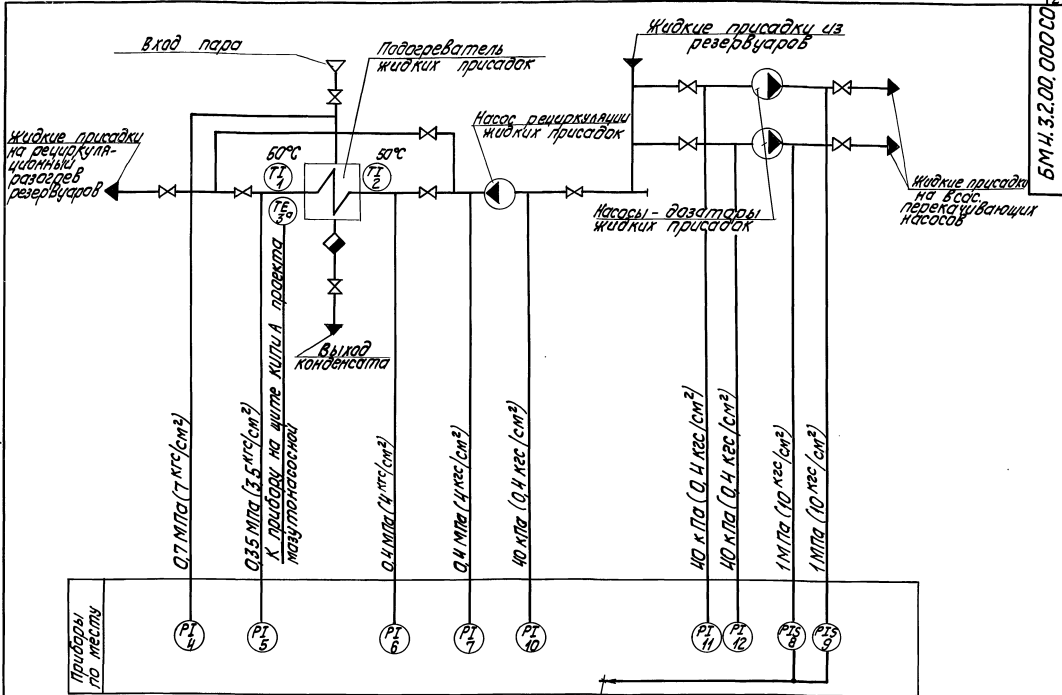 Вход пара
Подогреватель
жидких присадок
Жидкие присадки из
резервуаров
БМ4.3.2.00.000СО
Насос рециркуляции
жидких присадок
Жидкие присадки
на рециркуля-
ционный
разогрев
резервуаров
60°С
TI
1
50°С
TI
2
TE
3а
Насосы - дозаторы
жидких присадок
Жидкие присадки
на всас.
перекачивающих
насосов
Выход
конденсата
0,7 МПа (7 кгс/см²)
0,35 МПа (3,5 кгс/см²)
К прибору на щите КИПиА проекта
мазутонасосной
0,4 МПа (4 кгс/см²)
0,4 МПа (4 кгс/см²)
40 кПа (0,4 кгс/см²)
40 кПа (0,4 кгс/см²)
40 кПа (0,4 кгс/см²)
1 МПа (10 кгс/см²)
1 МПа (10 кгс/см²)
Приборы
по месту
PI
4
PI
5
PI
6
PI
7
PI
10
PI
11
PI
12
PIS
8
PIS
9